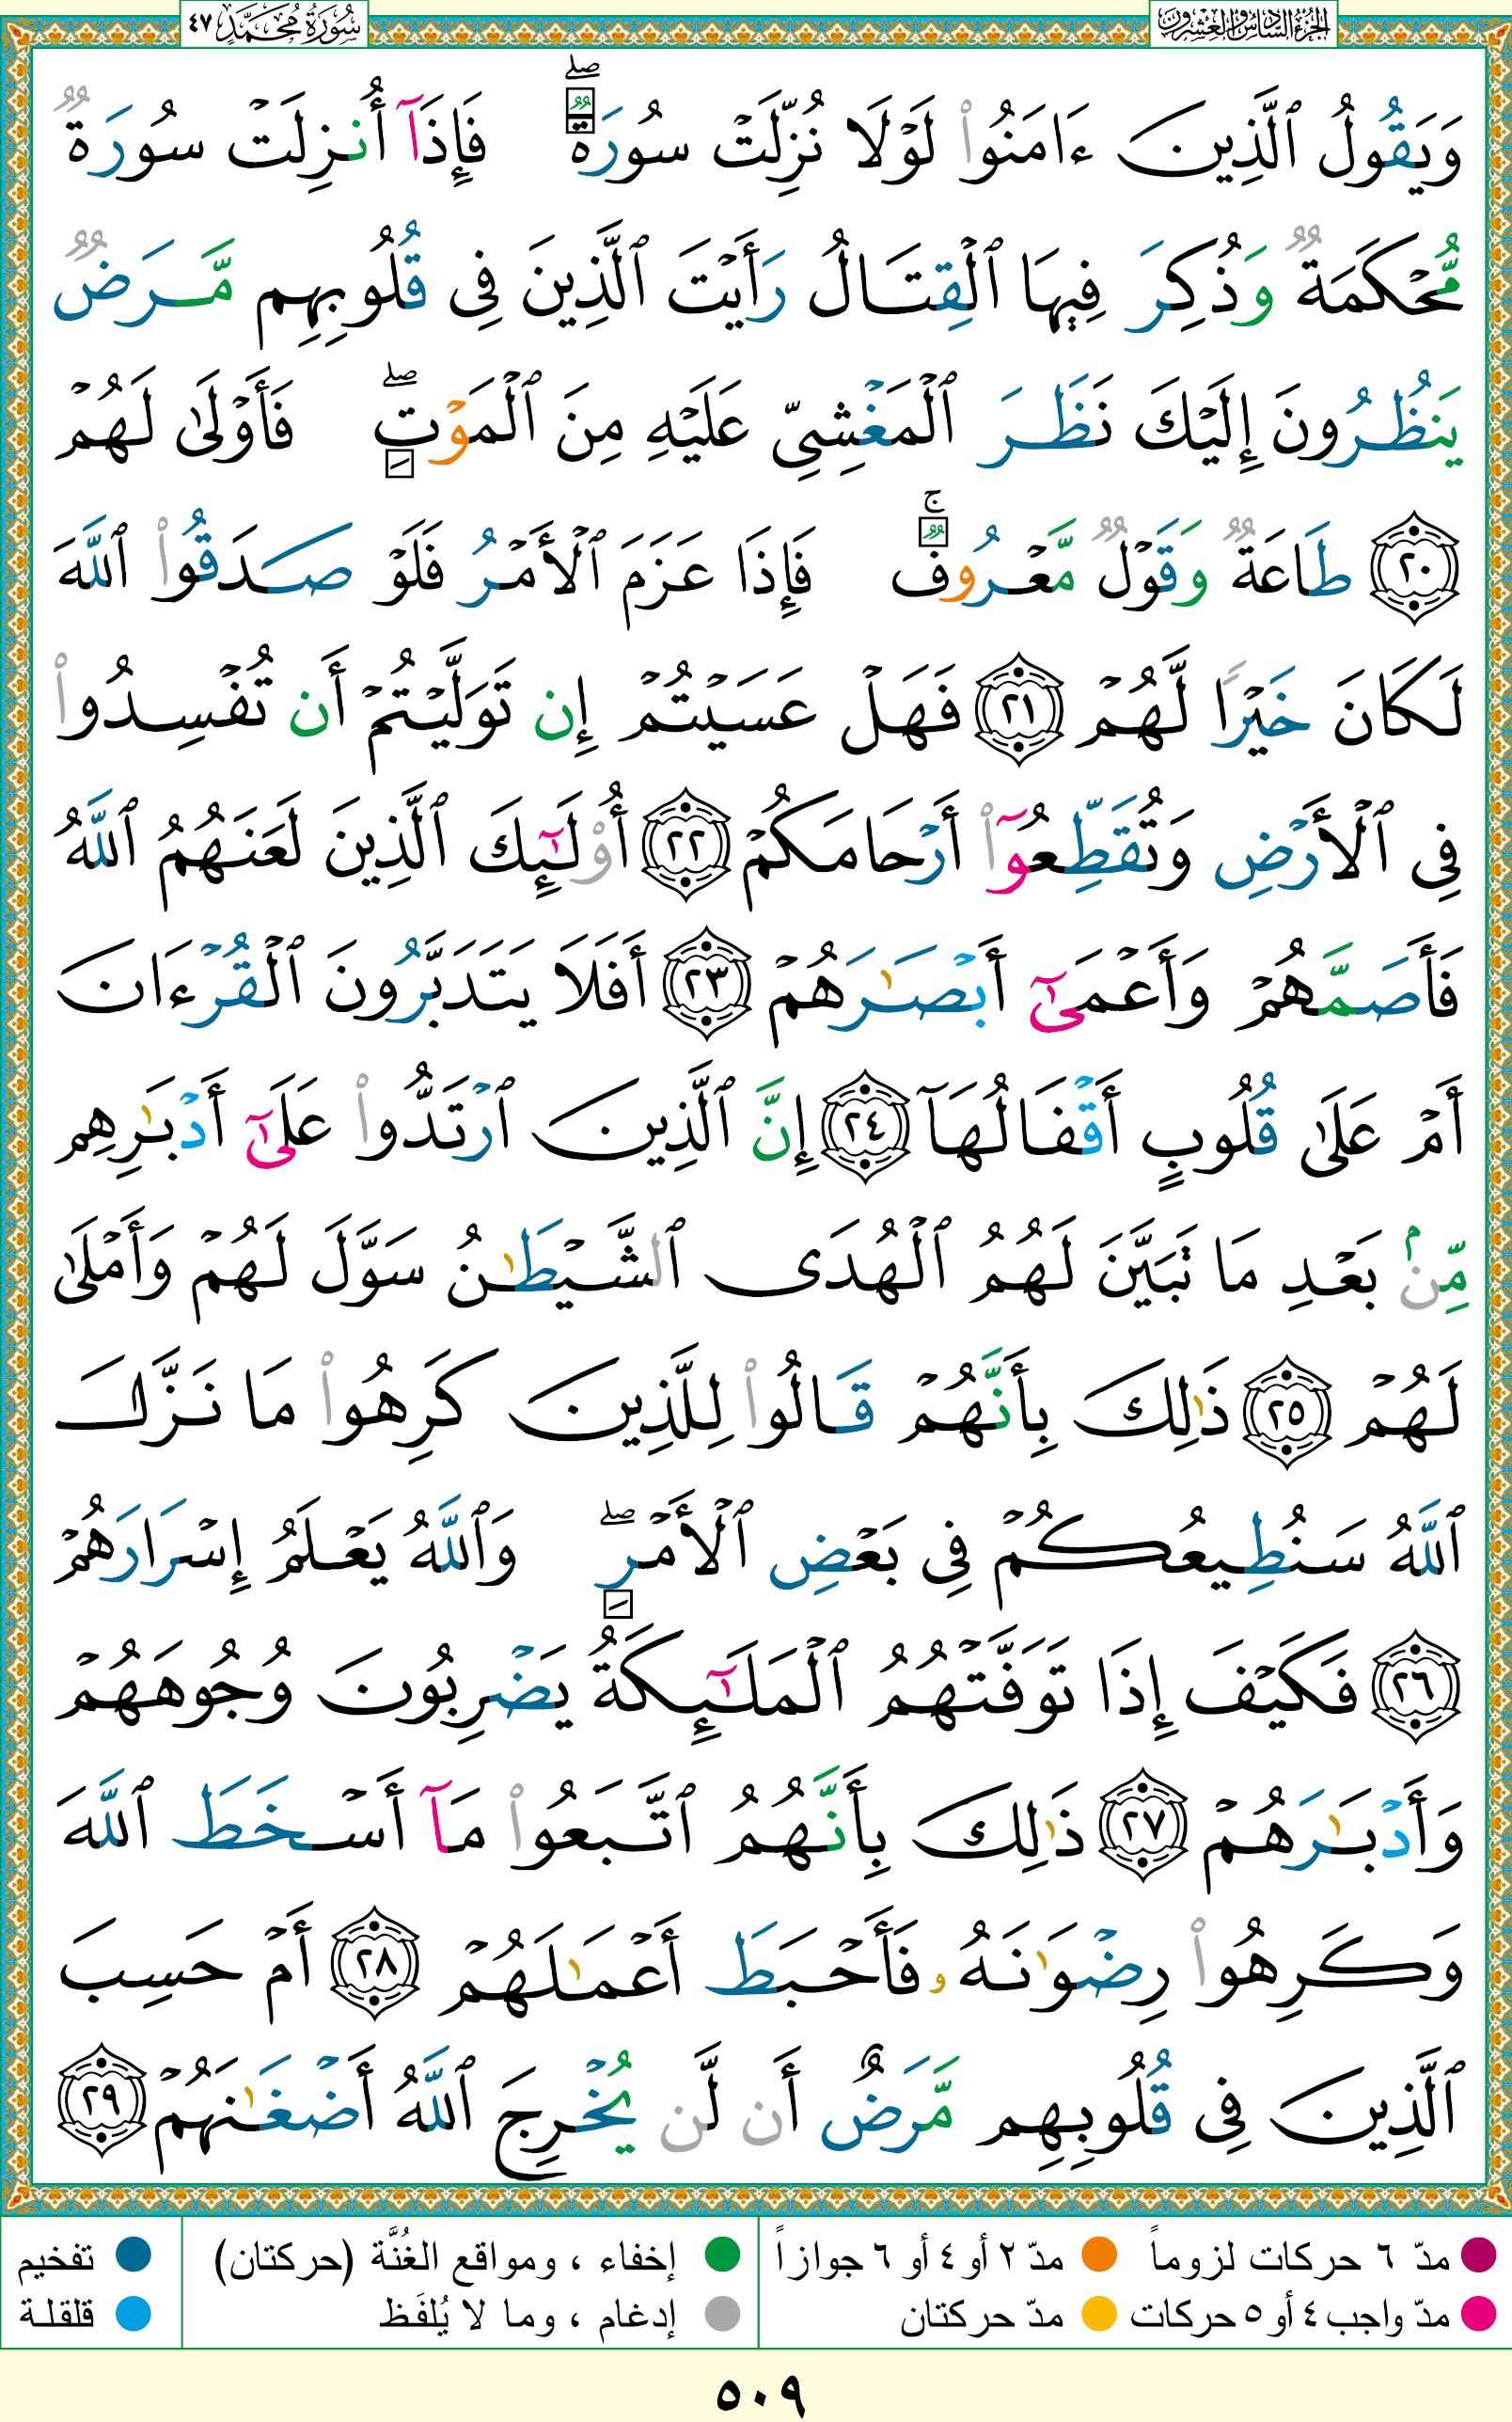 الجزء السادس والعشرون
سورة محمد ٤٧
وَيَقُولُ ٱلَّذِينَ ءَامَنُوا۟ لَوْلَا نُزِّلَتْ سُورَةٌ ۖ فَإِذَآ أُنزِلَتْ سُورَةٌ
مُّحْكَمَةٌ وَذُكِرَ فِيهَا ٱلْقِتَالُ رَأَيْتَ ٱلَّذِينَ فِى قُلُوبِهِم مَّرَضٌ
يَنظُرُونَ إِلَيْكَ نَظَرَ ٱلْمَغْشِىِّ عَلَيْهِ مِنَ ٱلْمَوْتِ ۖ فَأَوْلَىٰ لَهُمْ
٢٠ طَاعَةٌ وَقَوْلٌ مَّعْرُوفٌ ۚ فَإِذَا عَزَمَ ٱلْأَمْرُ فَلَوْ صَدَقُوا۟ ٱللَّهَ
لَكَانَ خَيْرًا لَّهُمْ ٢١ فَهَلْ عَسَيْتُمْ إِن تَوَلَّيْتُمْ أَن تُفْسِدُوا۟
فِى ٱلْأَرْضِ وَتُقَطِّعُوٓا۟ أَرْحَامَكُمْ ٢٢ أُو۟لَٰٓئِكَ ٱلَّذِينَ لَعَنَهُمُ ٱللَّهُ
فَأَصَمَّهُمْ وَأَعْمَىٰٓ أَبْصَٰرَهُمْ ٢٣ أَفَلَا يَتَدَبَّرُونَ ٱلْقُرْءَانَ
أَمْ عَلَىٰ قُلُوبٍ أَقْفَالُهَآ ٢٤ إِنَّ ٱلَّذِينَ ٱرْتَدُّوا۟ عَلَىٰٓ أَدْبَٰرِهِم
مِّنۢ بَعْدِ مَا تَبَيَّنَ لَهُمُ ٱلْهُدَى ٱلشَّيْطَٰنُ سَوَّلَ لَهُمْ وَأَمْلَىٰ
لَهُمْ ٢٥ ذَٰلِكَ بِأَنَّهُمْ قَالُوا۟ لِلَّذِينَ كَرِهُوا۟ مَا نَزَّلَ
ٱللَّهُ سَنُطِيعُكُمْ فِى بَعْضِ ٱلْأَمْرِ ۖ وَٱللَّهُ يَعْلَمُ إِسْرَارَهُمْ
٢٦ فَكَيْفَ إِذَا تَوَفَّتْهُمُ ٱلْمَلَٰٓئِكَةُ يَضْرِبُونَ وُجُوهَهُمْ
وَأَدْبَٰرَهُمْ ٢٧ ذَٰلِكَ بِأَنَّهُمُ ٱتَّبَعُوا۟ مَآ أَسْخَطَ ٱللَّهَ
وَكَرِهُوا۟ رِضْوَٰنَهُۥ فَأَحْبَطَ أَعْمَٰلَهُمْ ٢٨ أَمْ حَسِبَ
ٱلَّذِينَ فِى قُلُوبِهِم مَّرَضٌ أَن لَّن يُخْرِجَ ٱللَّهُ أَضْغَٰنَهُمْ ٢٩
مدّ ٦ حركات لزوماً مدّ ٢ أو ٤ أو ٦ جوازاً إخفاء ، ومواقع الغُنَّة (حركتان) تفخيم
مدّ واجب ٤ أو ٥ حركات مدّ حركتان إدغام ، وما لا يُلفَظ قلقلة
٥٠٩